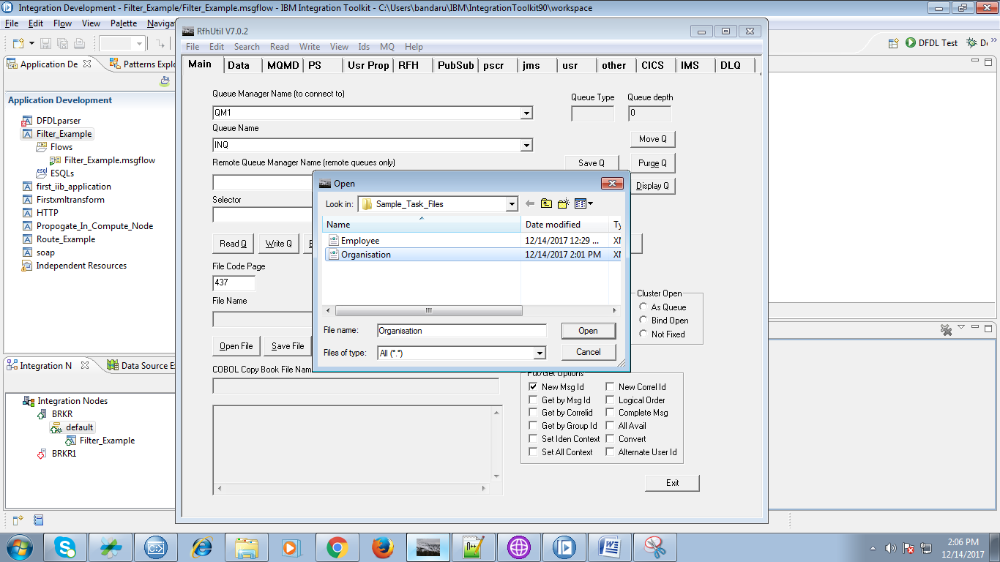 Integration Development - Filter_Example/Filter_Example.msgflow - IBM Integration Toolkit - C:\Users\bandaru\IBM\IntegrationToolkit90\workspace
File Edit Flow View Palette Naviga
DFDL Test
Application De
Patterns Explo
Application Development
DFDLparser
Filter_Example
Flows
Filter_Example.msgflow
ESQLs
first_iib_application
Firstxmltransform
HTTP
Propogate_In_Compute_Node
Route_Example
soap
Independent Resources
Integration N
Data Source E
Integration Nodes
BRKR
default
Filter_Example
BRKR1
RfhUtil V7.0.2
File Edit Search Read Write View Ids MQ Help
Main Data MQMD PS Usr Prop RFH PubSub pscr jms usr other CICS IMS DLQ
Queue Manager Name (to connect to)
Queue Type Queue depth
QM1
0
Queue Name
Move Q
INQ
Remote Queue Manager Name (remote queues only)
Save Q Purge Q
Display Q
Selector
Read Q Write Q
File Code Page
437
File Name
Open File Save File
COBOL Copy Book File Nam
Open
Look in: Sample_Task_Files
Name Date modified Ty
Employee 12/14/2017 12:29 ...
Organisation 12/14/2017 2:01 PM
File name: Organisation Open
Files of type: All (*.*) Cancel
Cluster Open
As Queue
Bind Open
Not Fixed
Put/Get Options
New Msg Id New Correl Id
Get by Msg Id Logical Order
Get by Correlid Complete Msg
Get by Group Id All Avail
Set Iden Context Convert
Set All Context Alternate User Id
Exit
2:06 PM
12/14/2017